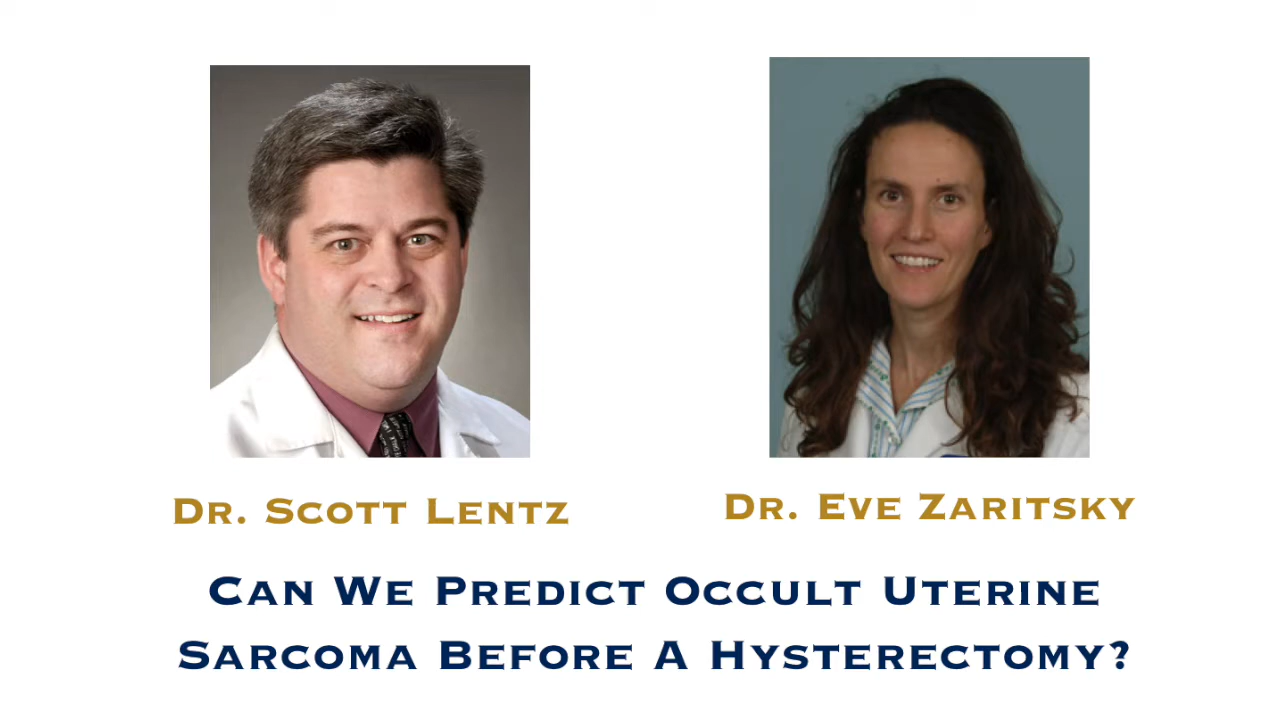 Dr. Scott Lentz
Dr. Eve Zaritsky
Can We Predict Occult Uterine
Sarcoma Before A Hysterectomy?